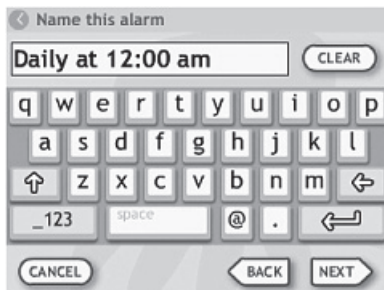 Name this alarm
Daily at 12:00 am CLEAR
q w e r t y u i o p
a s d f g h j k l
z x c v b n m
_123 space @ .
CANCEL BACK NEXT